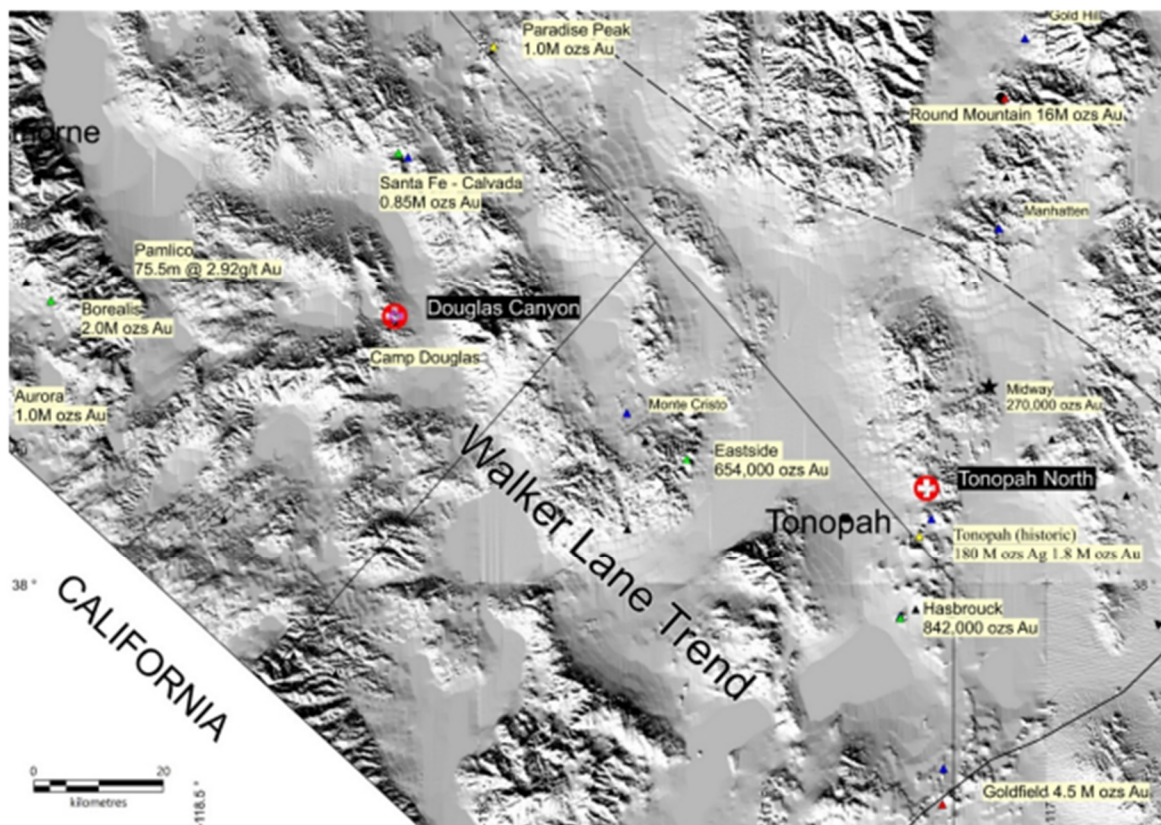 Paradise Peak
1.0M ozs Au
Gold Hill
Round Mountain 16M ozs Au
Santa Fe - Calvada
0.85M ozs Au
Manhatten
Pamlico
75.5m @ 2.92g/t Au
Borealis
2.0M ozs Au
Douglas Canyon
Camp Douglas
Aurora
1.0M ozs Au
Monte Cristo
Midway
270,000 ozs Au
Eastside
654,000 ozs Au
Tonopah North
Walker Lane Trend
Tonopah
Tonopah (historic)
180 M ozs Ag 1.8 M ozs Au
38 °
38 °
Hasbrouck
842,000 ozs Au
CALIFORNIA
Goldfield 4.5 M ozs Au
0 20
kilometres
118.5 °